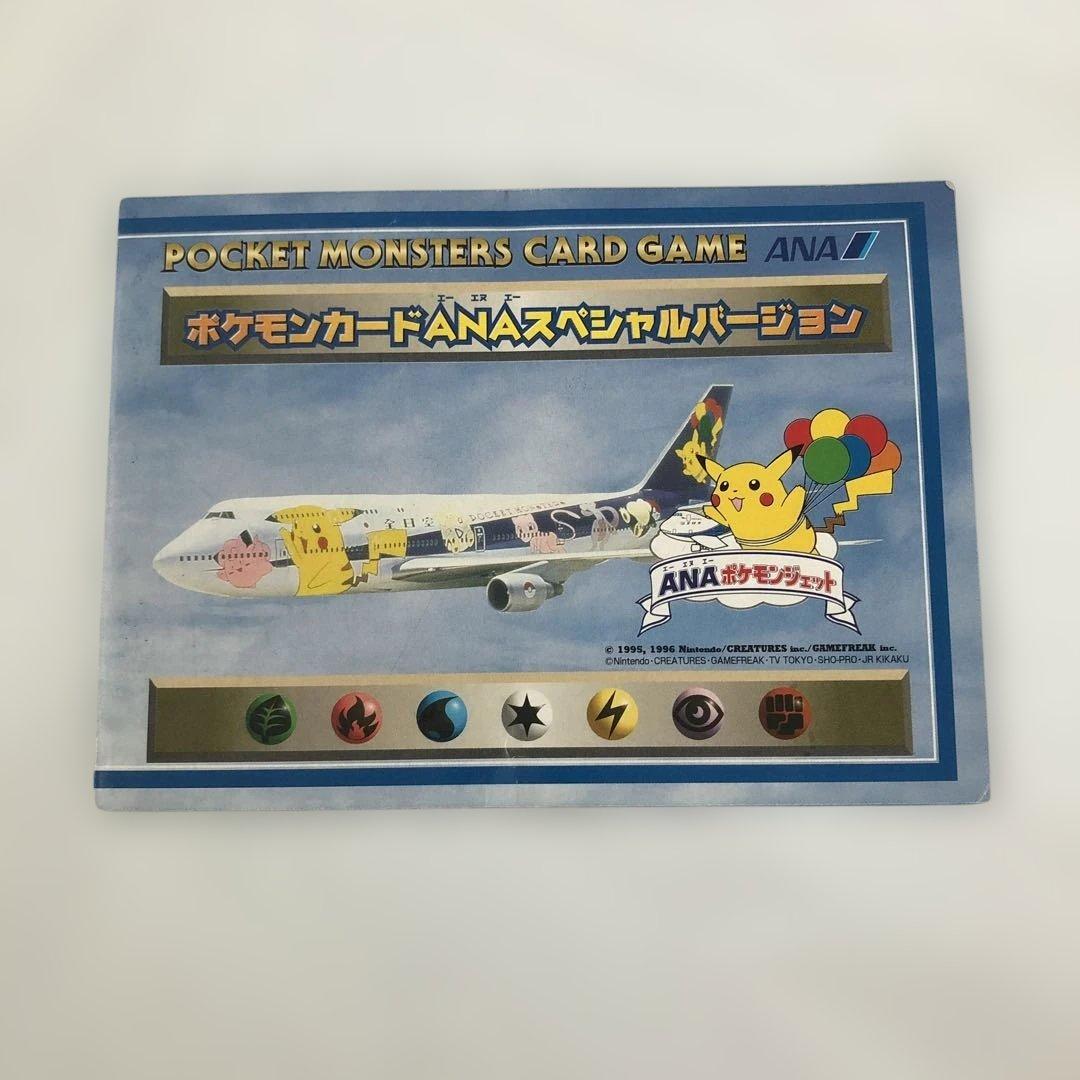 POCKET MONSTERS CARD GAME ANA
エー エヌ エー
ポケモンカードANAスペシャルバージョン
全日空
POCKET MONSTERS
エー エヌ エー
ANAポケモンジェット
© 1995, 1996 Nintendo/CREATURES inc./GAMEFREAK inc.
©Nintendo・CREATURES・GAMEFREAK・TV TOKYO・SHO-PRO・JR KIKAKU